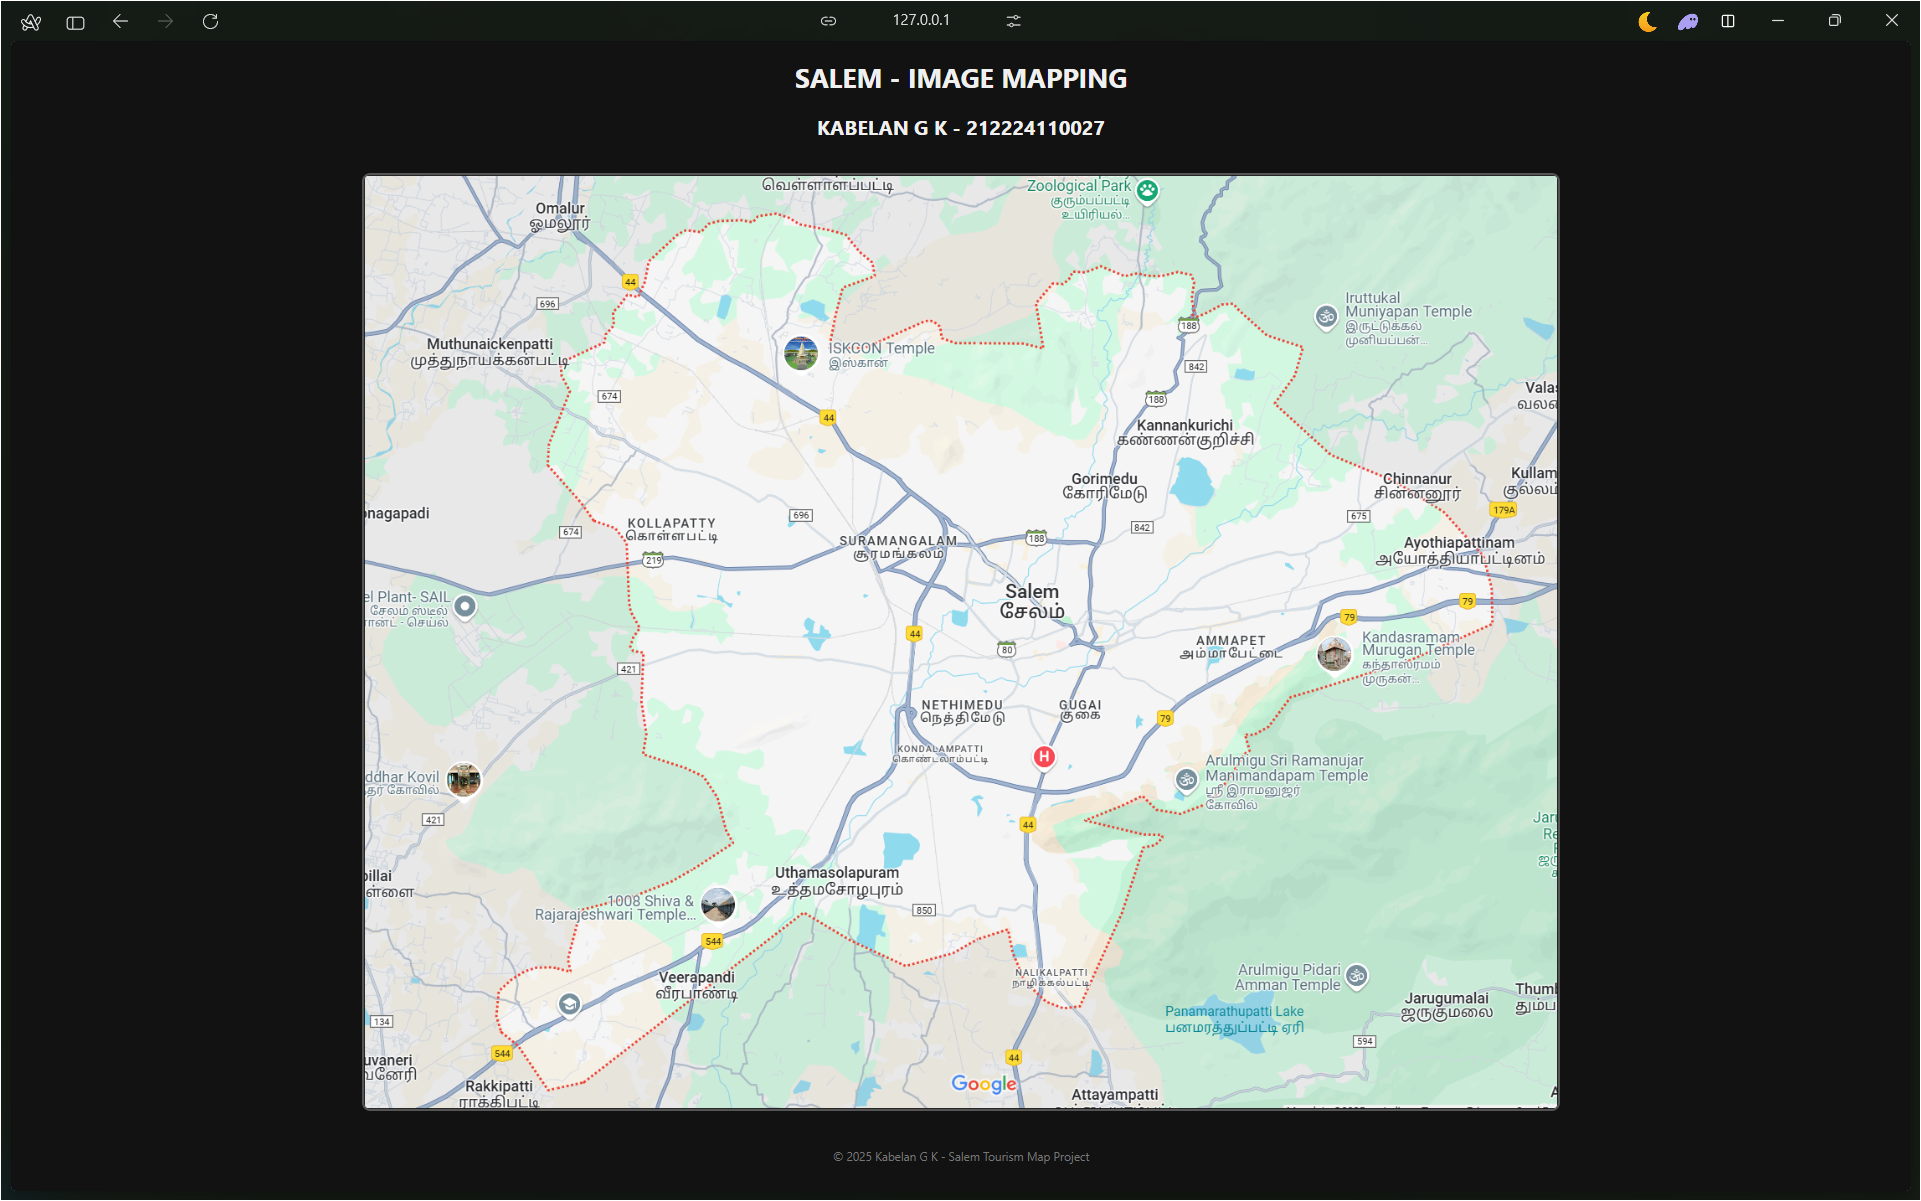 127.0.0.1
SALEM - IMAGE MAPPING
KABELAN G K - 212224110027
வெள்ளாளப்பட்டி
Zoological Park
குரும்பப்பட்டி
உயிரியல்...
Omalur
ஓமலூர்
44
696
Iruttukal
Muniyapan Temple
இருட்டுக்கல்
முனியப்பன்...
188
Muthunaickenpatti
முத்துநாயக்கன்பட்டி
ISKCON Temple
இஸ்கான்
842
674
188
Valas
வலை
44
Kannankurichi
கண்ணன்குறிச்சி
Gorimedu
கோரிமேடு
Chinnanur
சின்னனூர்
Kullam
குல்லம்
onagapadi
696
675
179A
KOLLAPATTY
கொள்ளபட்டி
674
842
SURAMANGALAM
சூரமங்கலம்
188
Ayothiapattinam
அயோத்தியாபட்டினம்
219
el Plant- SAIL
சேலம் ஸ்டீல்
ளாண்ட் - செய்ல்
Salem
சேலம்
79
79
44
80
AMMAPET
அம்மாபேட்டை
Kandasramam
Murugan Temple
கந்தாஸ்ரமம்
முருகன்...
421
NETHIMEDU
நெத்திமேடு
GUGAI
குகை
79
KONDALAMPATTI
கொண்டலாம்பட்டி
H
Arulmigu Sri Ramanujar
Manimandapam Temple
ஸ்ரீ இராமனுஜர்
கோவில்
ddhar Kovil
தர் கோவில்
421
44
Jaru
Re
Uthamasolapuram
உத்தமசோழபுரம்
pillai
ள்ளை
1008 Shiva &
Rajarajeshwari Temple...
850
544
Veerapandi
வீரபாண்டி
NALIKALPATTI
நாழிக்கல்பட்டி
Arulmigu Pidari
Amman Temple
Jarugumalai
ஜருகுமலை
Thumb
தும்ப
Panamarathupatti Lake
பனமரத்துப்பட்டி ஏரி
134
594
544
44
uvaneri
வனேரி
Rakkipatti
ராக்கிபட்டி
Google
Attayampatti
© 2025 Kabelan G K - Salem Tourism Map Project